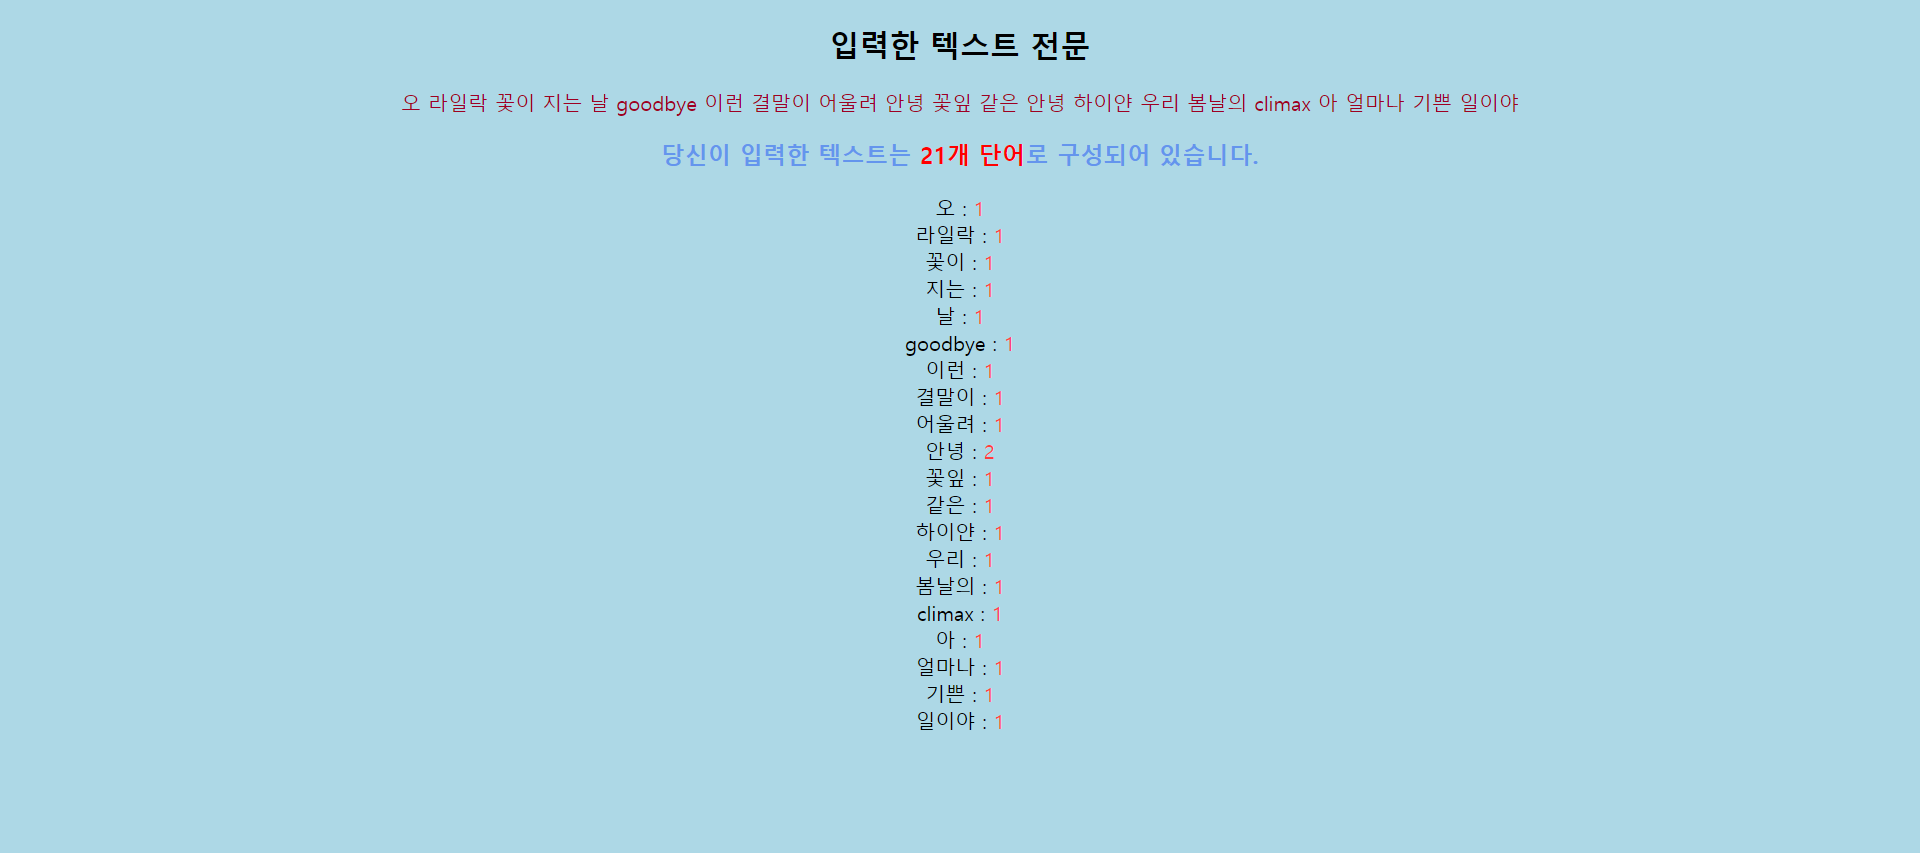 입력한 텍스트 전문
오 라일락 꽃이 지는 날 goodbye 이런 결말이 어울려 안녕 꽃잎 같은 안녕 하이얀 우리 봄날의 climax 아 얼마나 기쁜 일이야
당신이 입력한 텍스트는 21개 단어로 구성되어 있습니다.
오 : 1
라일락 : 1
꽃이 : 1
지는 : 1
날 : 1
goodbye : 1
이런 : 1
결말이 : 1
어울려 : 1
안녕 : 2
꽃잎 : 1
같은 : 1
하이얀 : 1
우리 : 1
봄날의 : 1
climax : 1
아 : 1
얼마나 : 1
기쁜 : 1
일이야 : 1